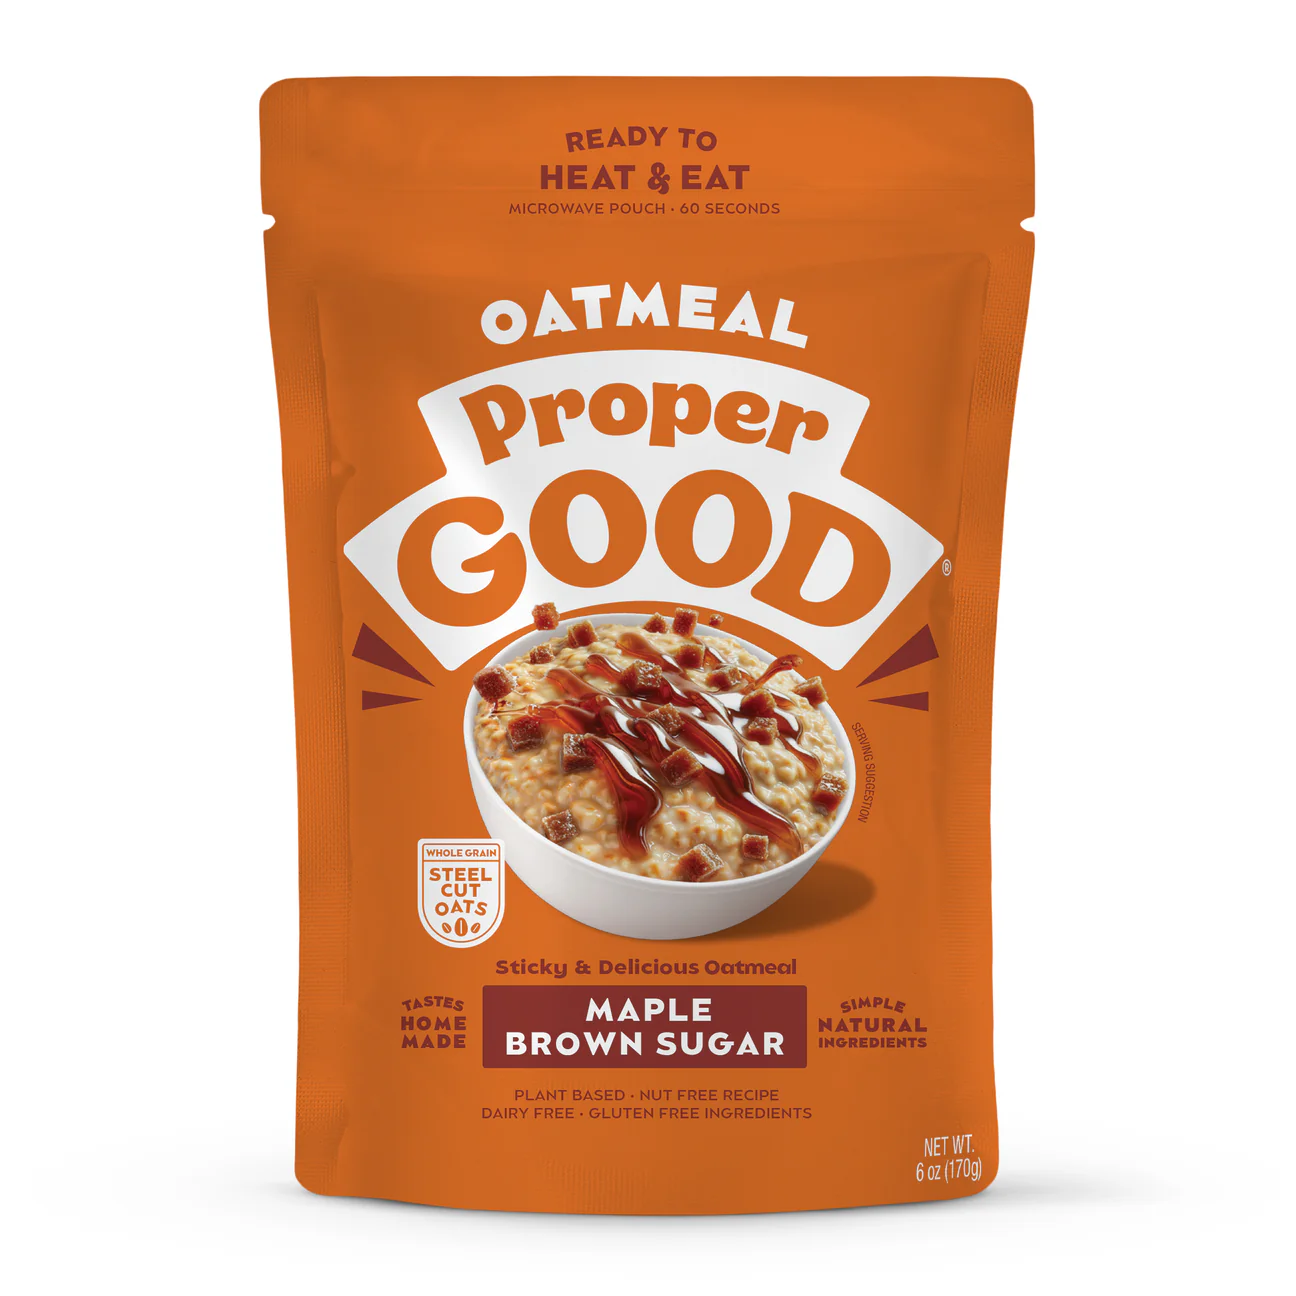 READY TO
HEAT & EAT
MICROWAVE POUCH · 60 SECONDS
OATMEAL
Proper
GOOD®
SERVING SUGGESTION
WHOLE GRAIN
STEEL
CUT
OATS
Sticky & Delicious Oatmeal
MAPLE
BROWN SUGAR
TASTES
HOME
MADE
SIMPLE
NATURAL
INGREDIENTS
PLANT BASED · NUT FREE RECIPE
DAIRY FREE · GLUTEN FREE INGREDIENTS
NET WT.
6 oz (170g)